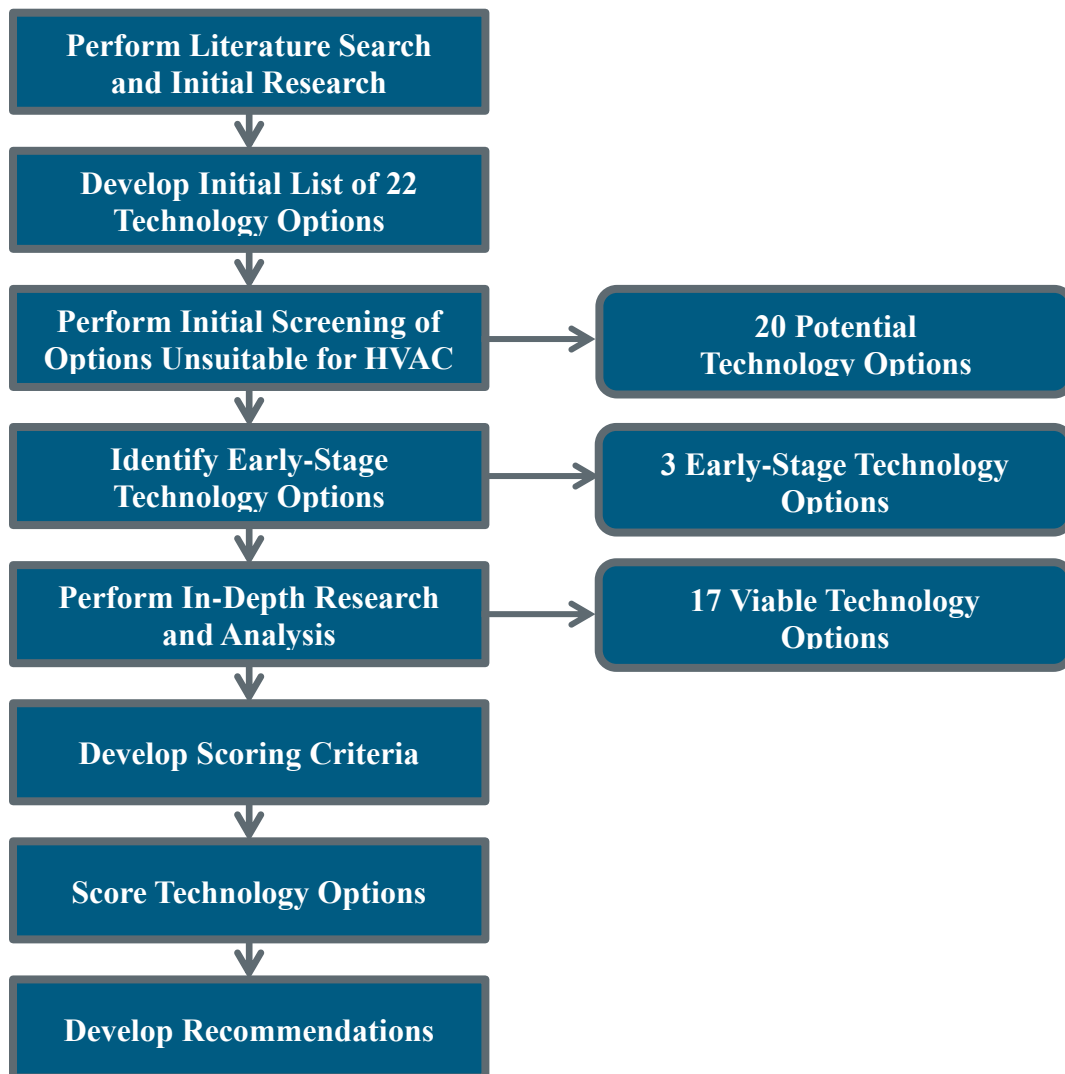 Perform Literature Search
and Initial Research
Develop Initial List of 22
Technology Options
Perform Initial Screening of
Options Unsuitable for HVAC
20 Potential
Technology Options
Identify Early-Stage
Technology Options
3 Early-Stage Technology
Options
Perform In-Depth Research
and Analysis
17 Viable Technology
Options
Develop Scoring Criteria
Score Technology Options
Develop Recommendations